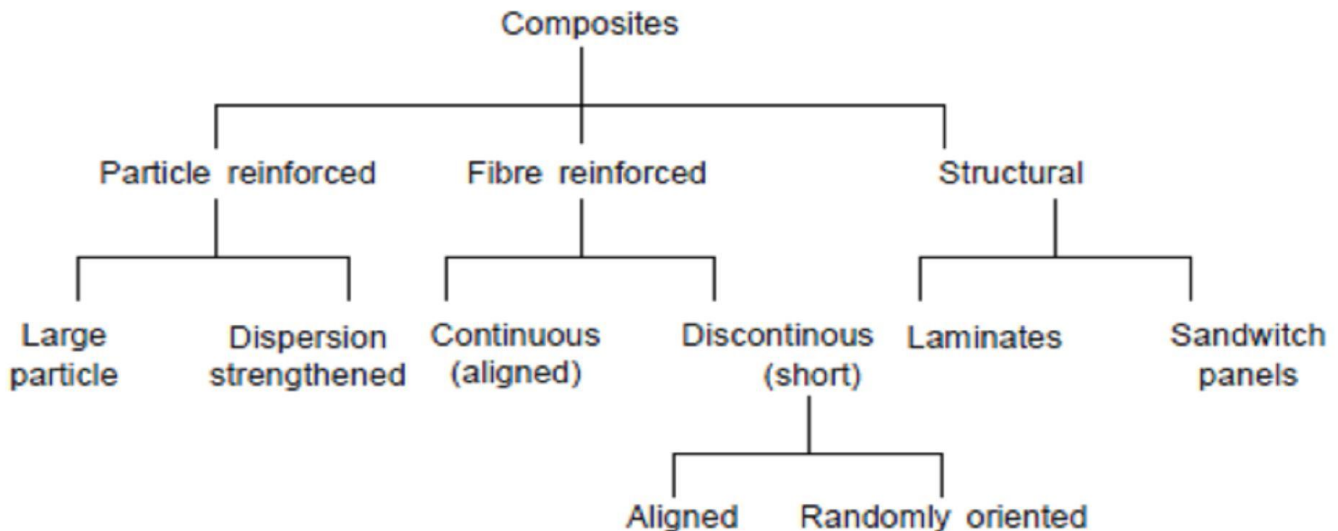 Composites
Particle reinforced
Fibre reinforced
Structural
Large
particle
Dispersion
strengthened
Continuous
(aligned)
Discontinous
(short)
Laminates
Sandwitch
panels
Aligned
Randomly oriented